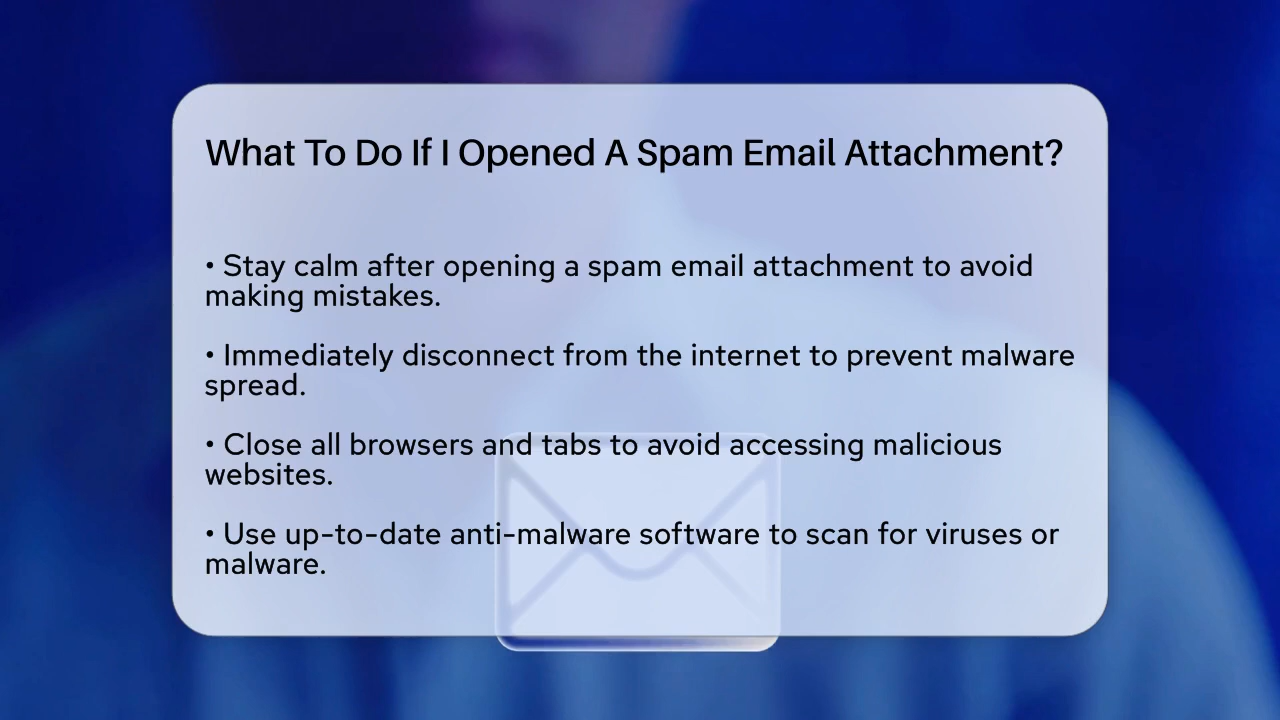 What To Do If I Opened A Spam Email Attachment?
• Stay calm after opening a spam email attachment to avoid
making mistakes.
• Immediately disconnect from the internet to prevent malware
spread.
• Close all browsers and tabs to avoid accessing malicious
websites.
• Use up-to-date anti-malware software to scan for viruses or
malware.